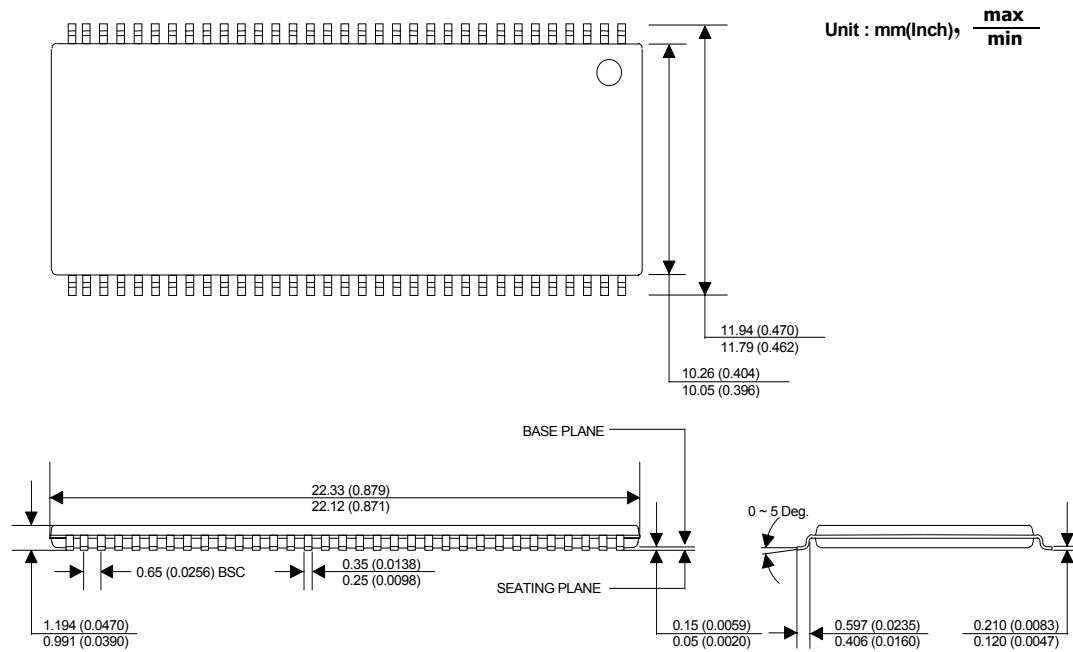 Unit : mm(Inch), max
min
11.94 (0.470)
11.79 (0.462)
10.26 (0.404)
10.05 (0.396)
BASE PLANE
22.33 (0.879)
22.12 (0.871)
0 ~ 5 Deg.
0.65 (0.0256) BSC
0.35 (0.0138)
0.25 (0.0098)
SEATING PLANE
1.194 (0.0470)
0.991 (0.0390)
0.15 (0.0059)
0.05 (0.0020)
0.597 (0.0235)
0.406 (0.0160)
0.210 (0.0083)
0.120 (0.0047)